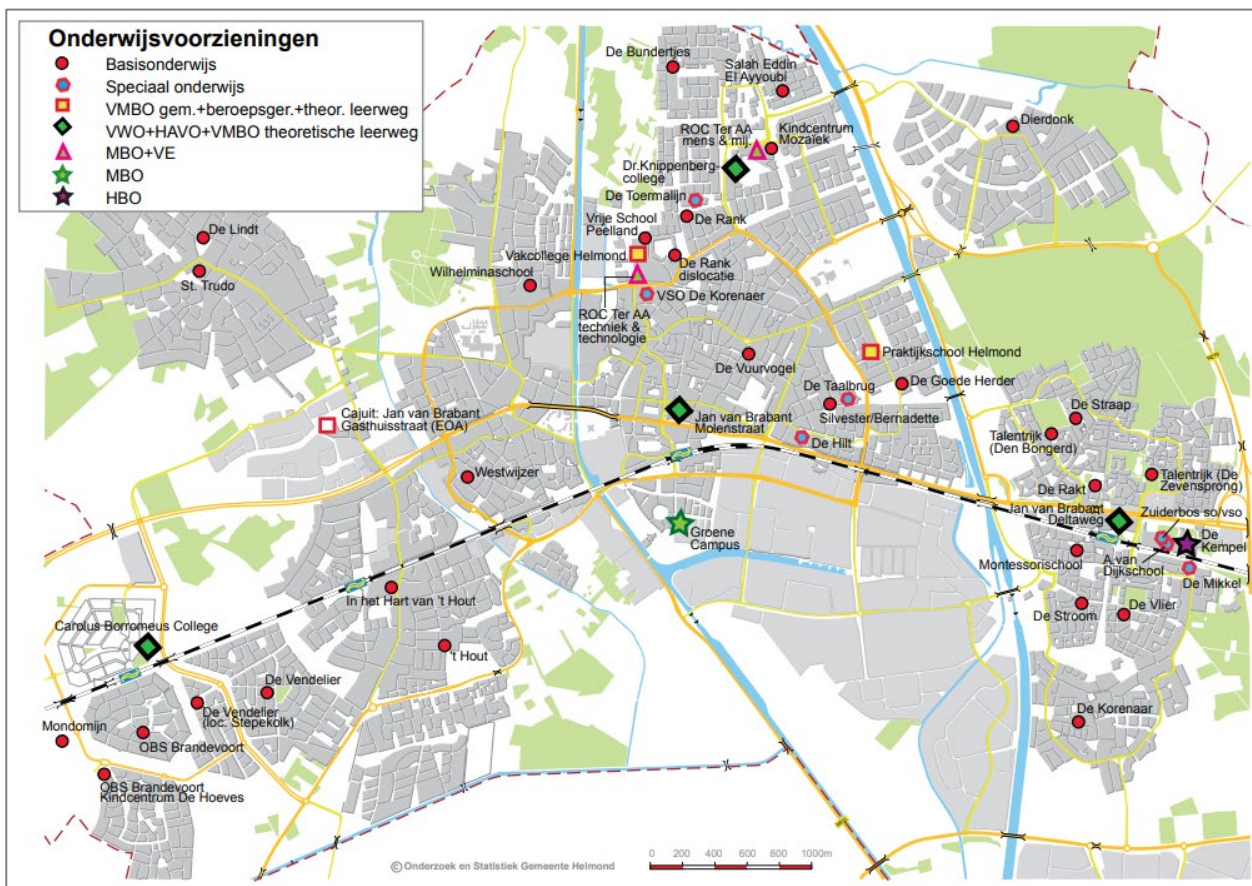 Onderwijsvoorzieningen
Basisonderwijs
Speciaal onderwijs
VMBO gem.+beroepsger.+theor. leerweg
VWO+HAVO+VMBO theoretische leerweg
MBO+VE
MBO
HBO
De Bundertjes
Salah Eddin
El Ayyoubi
Dierdonk
ROC Ter AA
mens & mij.
Kindcentrum
Mozaïek
Dr.Knippenberg-
college
De Toermalijn
De Rank
Vrije School
Peelland
De Lindt
St. Trudo
Vakcollege Helmond
De Rank
dislocatie
Wilhelminaschool
VSO De Korenaer
ROC Ter AA
techniek &
technologie
De Vuurvogel
Praktijkschool Helmond
De Goede Herder
De Taalbrug
Silvester/Bernadette
Cajuit: Jan van Brabant
Gasthuisstraat (EOA)
Jan van Brabant
Molenstraat
De Hilt
De Straap
Talentrijk
(Den Bongerd)
Westwijzer
De Rakt
Talentrijk (De
Zevensprong)
Jan van Brabant
Deltaweg
Zuiderbos so/vso
De
Kempel
Groene
Campus
Montessorischool
A.van
Dijkschool
De Mikkel
In het Hart van 't Hout
De Stroom
De Vlier
Carolus Borromeus College
't Hout
De Vendelier
De Vendelier
(loc. Stepekolk)
De Korenaar
Mondomijn
OBS Brandevoort
OBS Brandevoort
Kindcentrum De Hoeves
© Onderzoek en Statistiek Gemeente Helmond
0 200 400 600 800 1000m